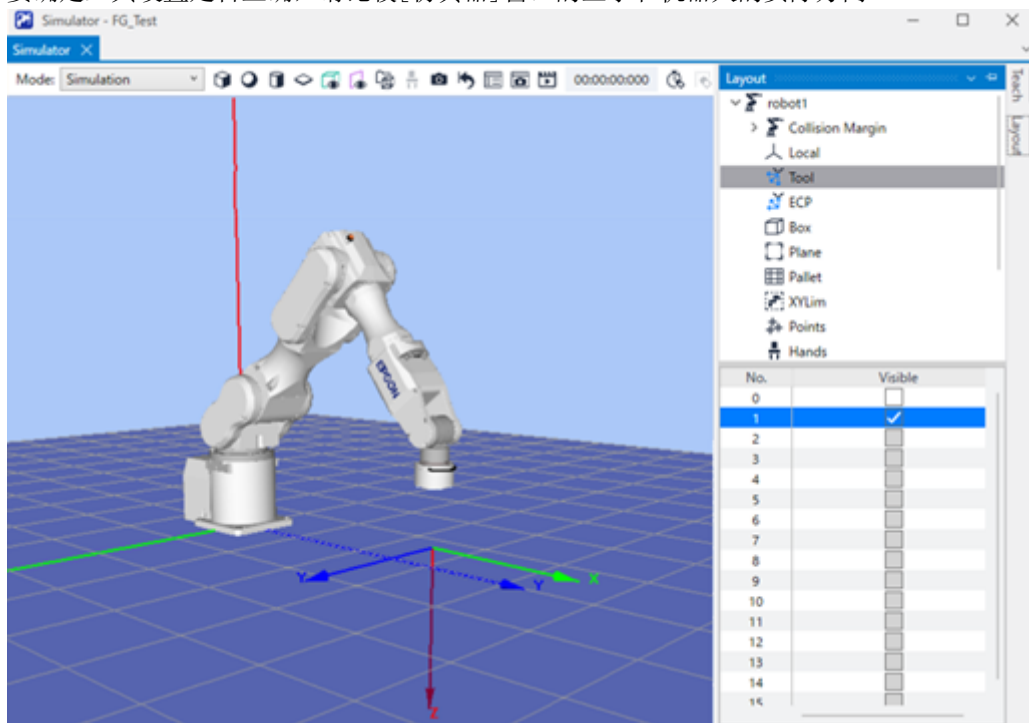 Simulator - FG_Test
Simulator
Mode: Simulation
00:00:00:000
Layout
Teach
Layout
robot1
Collision Margin
Local
Tool
ECP
Box
Plane
Pallet
XYLim
Points
Hands
No. Visible
0
1
2
3
4
5
6
7
8
9
10
11
12
13
14
15
EPSON
Y
Y
X
Z